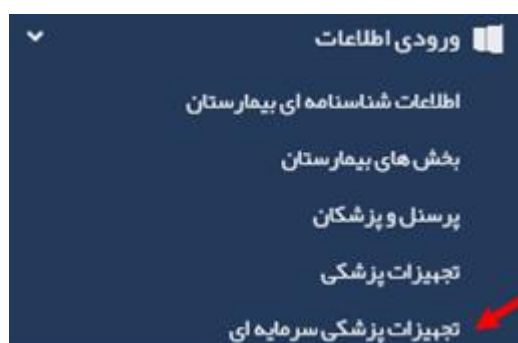 ورودی اطلاعات
اطلاعات شناسنامه ای بیمارستان
بخش های بیمارستان
پرسنل و پزشکان
تجهیزات پزشکی
تجهیزات پزشکی سرمایه ای